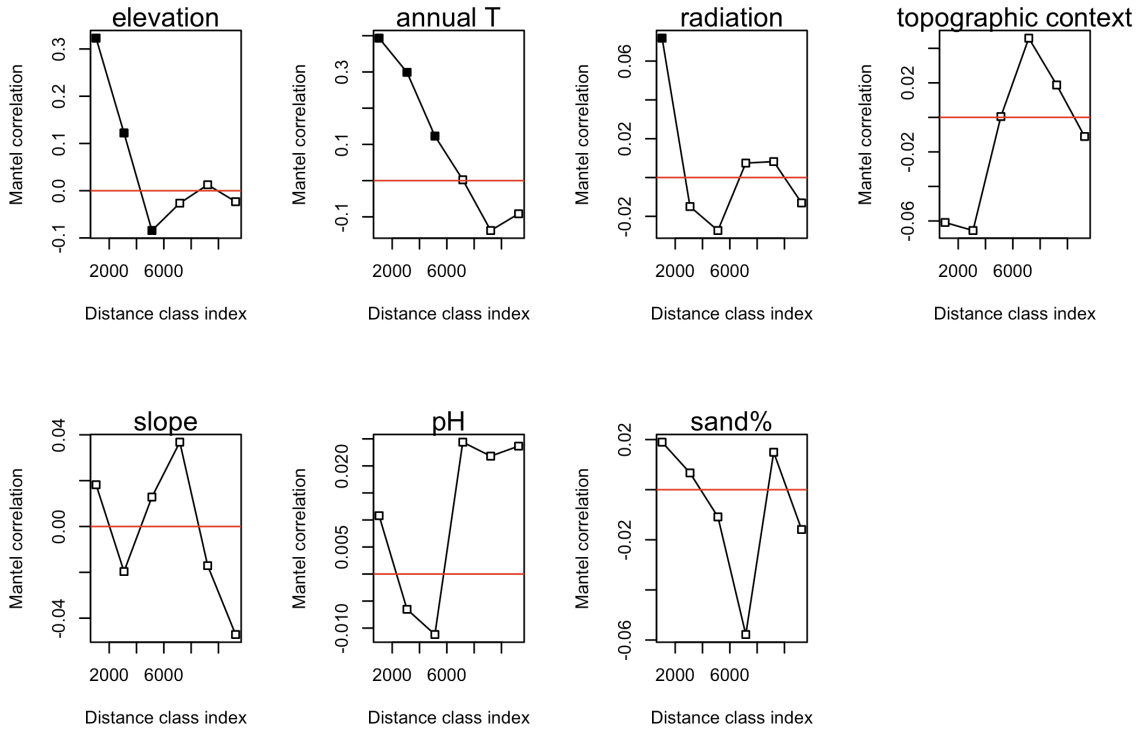 elevation
Mantel correlation
0.3
0.2
0.1
0.0
-0.1
2000 6000
Distance class index
annual T
Mantel correlation
0.3
0.1
-0.1
2000 6000
Distance class index
radiation
Mantel correlation
0.06
0.02
-0.02
2000 6000
Distance class index
topographic context
Mantel correlation
0.02
-0.02
-0.06
2000 6000
Distance class index
slope
Mantel correlation
0.04
0.00
-0.04
2000 6000
Distance class index
pH
Mantel correlation
0.020
0.005
-0.010
2000 6000
Distance class index
sand%
Mantel correlation
0.02
-0.02
-0.06
2000 6000
Distance class index